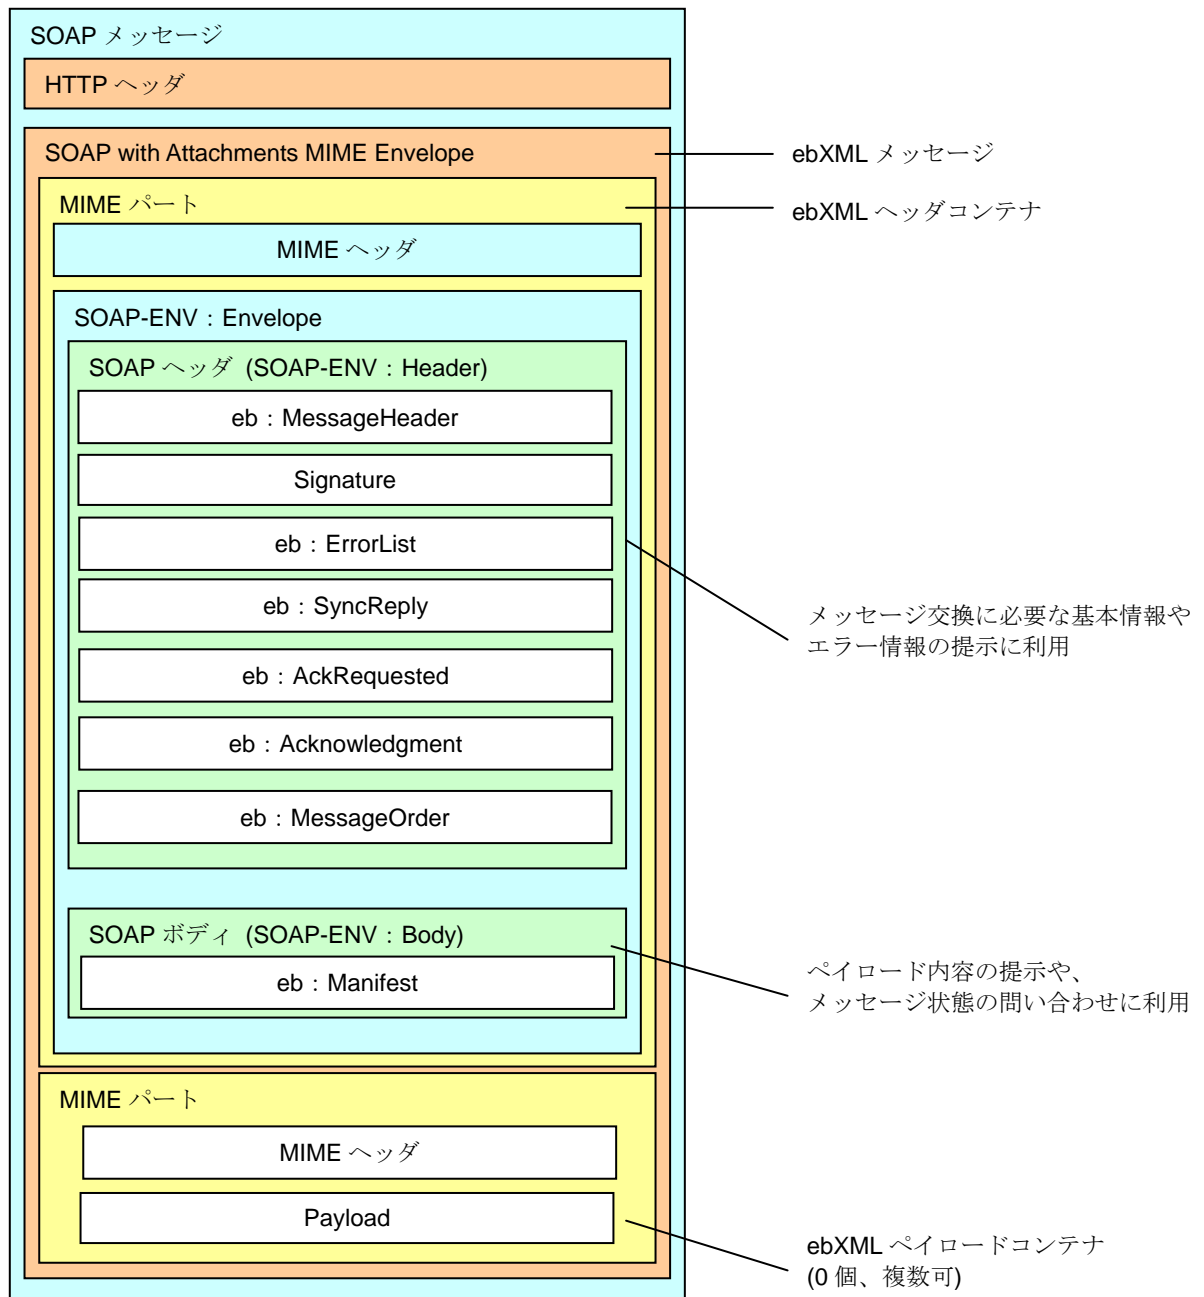 SOAP メッセージ
HTTP ヘッダ
SOAP with Attachments MIME Envelope
ebXML メッセージ
MIME パート
ebXML ヘッダコンテナ
MIME ヘッダ
SOAP-ENV：Envelope
SOAP ヘッダ (SOAP-ENV：Header)
eb：MessageHeader
Signature
eb：ErrorList
eb：SyncReply
メッセージ交換に必要な基本情報や
エラー情報の提示に利用
eb：AckRequested
eb：Acknowledgment
eb：MessageOrder
SOAP ボディ (SOAP-ENV：Body)
eb：Manifest
ペイロード内容の提示や、
メッセージ状態の問い合わせに利用
MIME パート
MIME ヘッダ
Payload
ebXML ペイロードコンテナ
(0 個、複数可)